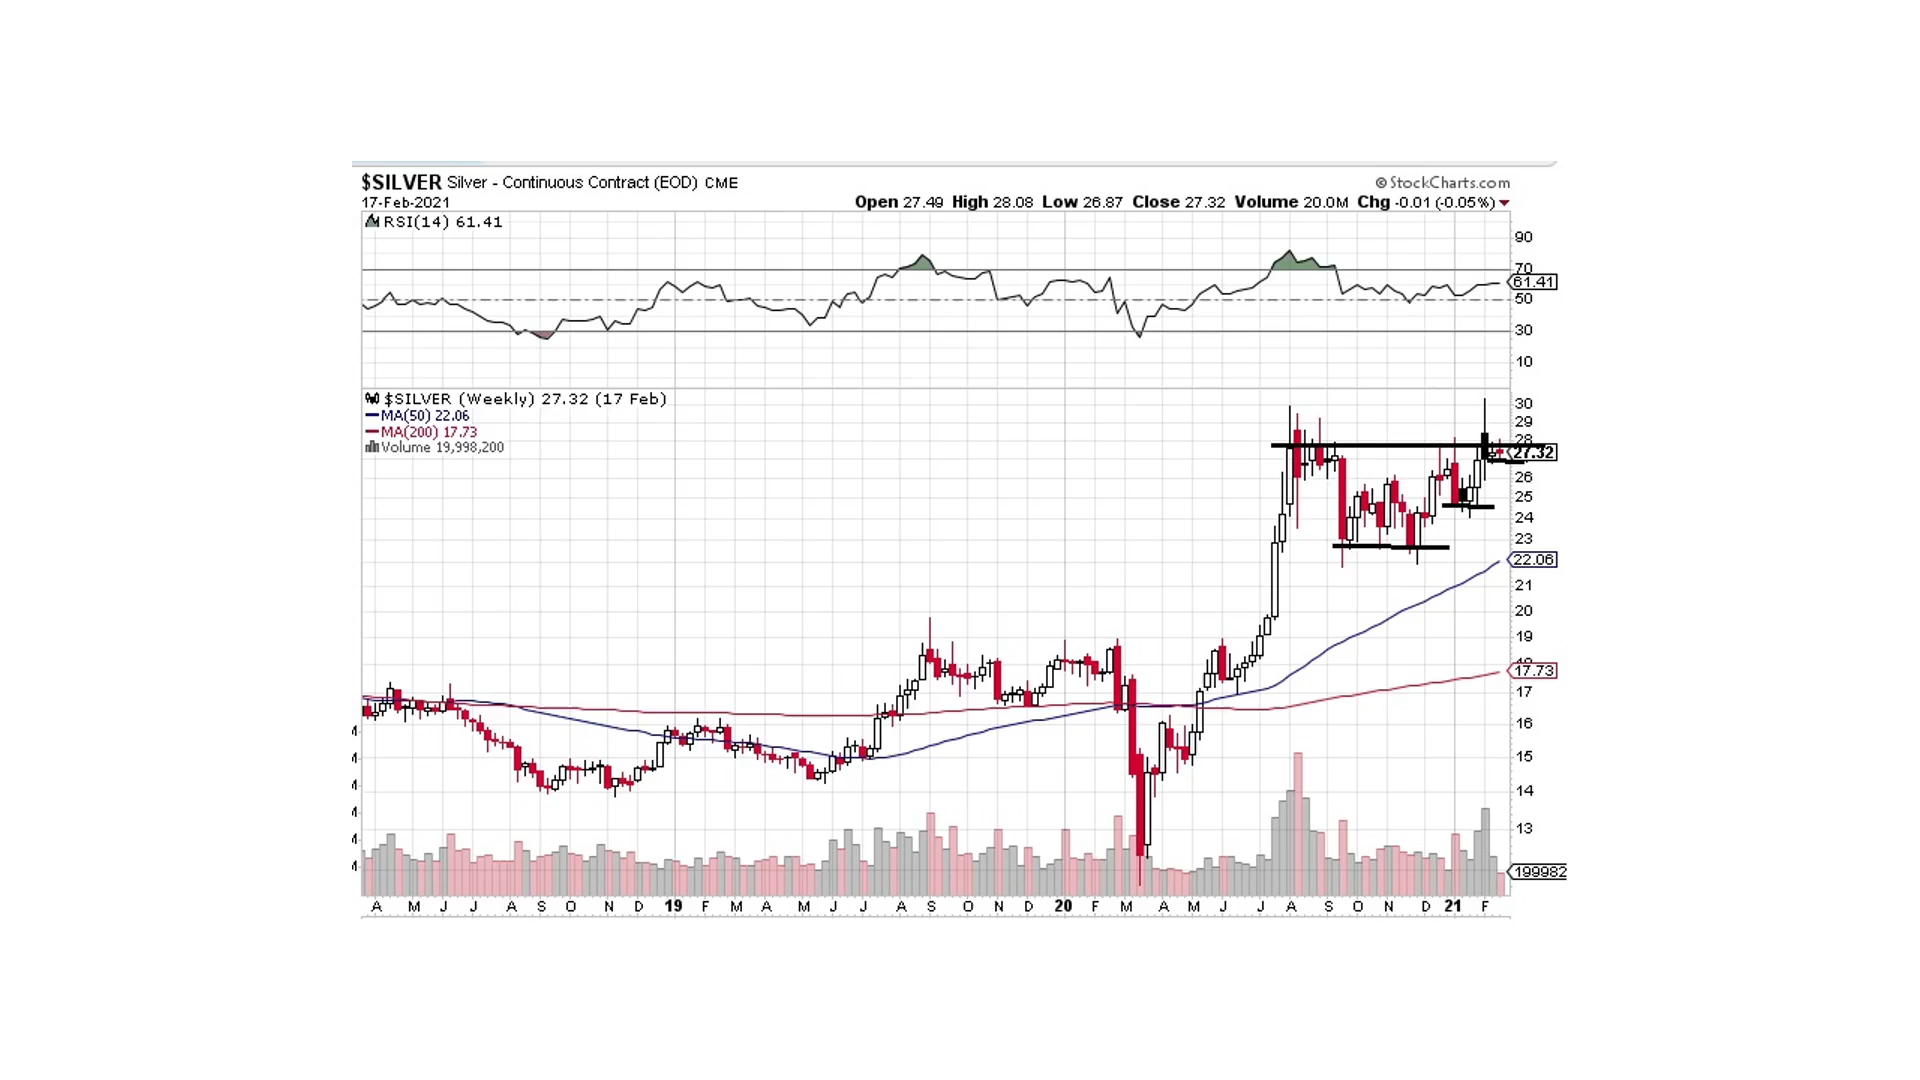 $SILVER Silver - Continuous Contract (EOD) CME
© StockCharts.com
17-Feb-2021
Open 27.49 High 28.08 Low 26.87 Close 27.32 Volume 20.0M Chg -0.01 (-0.05%)
RSI(14) 61.41
90
70
61.41
50
30
10
$SILVER (Weekly) 27.32 (17 Feb)
MA(50) 22.06
MA(200) 17.73
Volume 19,998,200
30
29
28
27.32
26
25
24
23
22.06
21
20
19
17.73
17
16
15
14
13
199982
A M J J A S O N D 19 F M A M J J A S O N D 20 F M A M J J A S O N D 21 F